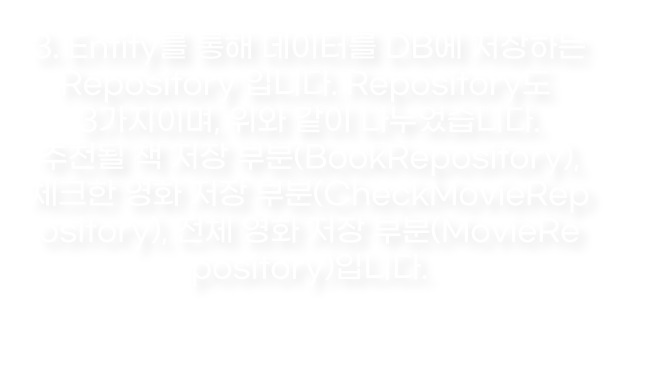 3. Entity를 통해 데이터를 DB에 저장하는
Repository 입니다. Repository도
3가지이며, 위와 같이 나누었습니다.
추천될 책 저장 부분(BookRepository),
체크한 영화 저장 부분(CheckMovieRep
ository), 전체 영화 저장 부분(MovieRe
pository)입니다.